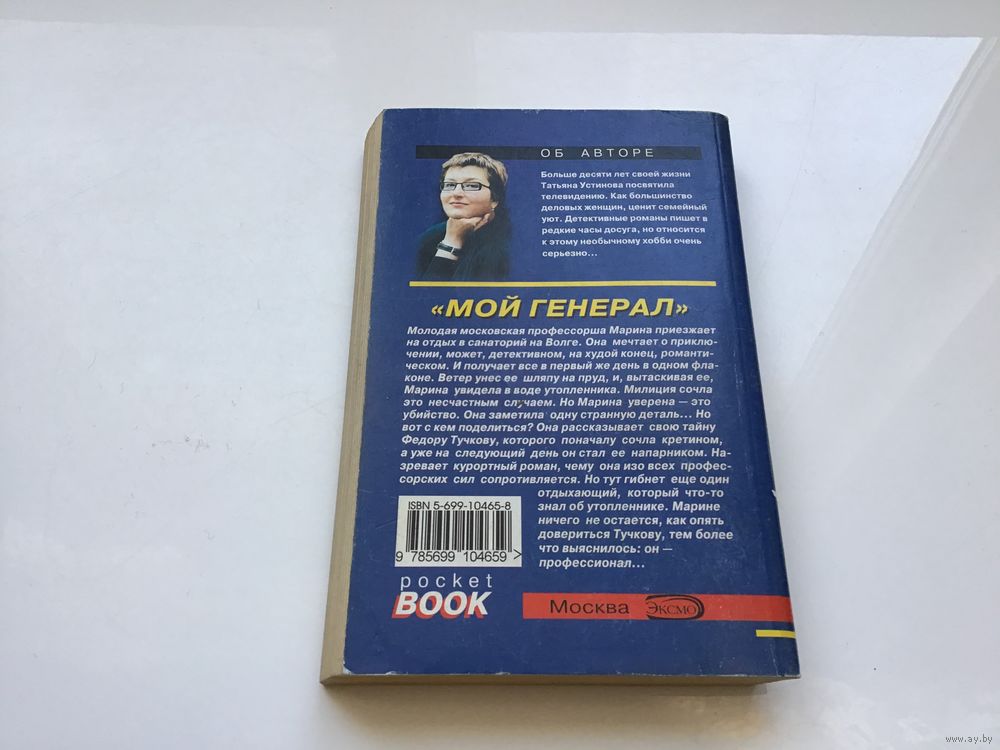 ОБ АВТОРЕ
Больше десяти лет своей жизни
Татьяна Устинова посвятила
телевидению. Как большинство
деловых женщин, ценит семейный
уют. Детективные романы пишет в
редкие часы досуга, но относится
к этому необычному хобби очень
серьезно...
«МОЙ ГЕНЕРАЛ»
Молодая московская профессорша Марина приезжает
на отдых в санаторий на Волге. Она мечтает о приклю-
чении, может, детективном, на худой конец, романти-
ческом. И получает все в первый же день в одном фла-
коне. Ветер унес ее шляпу на пруд, и, вытаскивая ее,
Марина увидела в воде утопленника. Милиция сочла
это несчастным случаем. Но Марина уверена — это
убийство. Она заметила одну странную деталь... Но
вот с кем поделиться? Она рассказывает свою тайну
Федору Тучкову, которого поначалу сочла кретином,
а уже на следующий день он стал ее напарником. На-
зревает курортный роман, чему она изо всех профес-
сорских сил сопротивляется. Но тут гибнет еще один
отдыхающий, который что-то
знал об утопленнике. Марине
ничего не остается, как опять
довериться Тучкову, тем более
что выяснилось: он —
профессионал...
ISBN 5-699-10465-8
9 785699 104659 >
pocket
BOOK
Москва ЭКСМО
www.ay.by